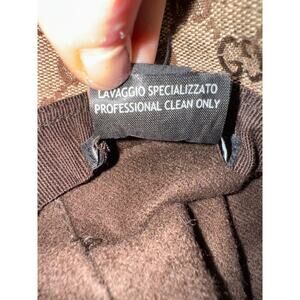 LAVAGGIO SPECIALIZZATO
PROFESSIONAL CLEAN ONLY